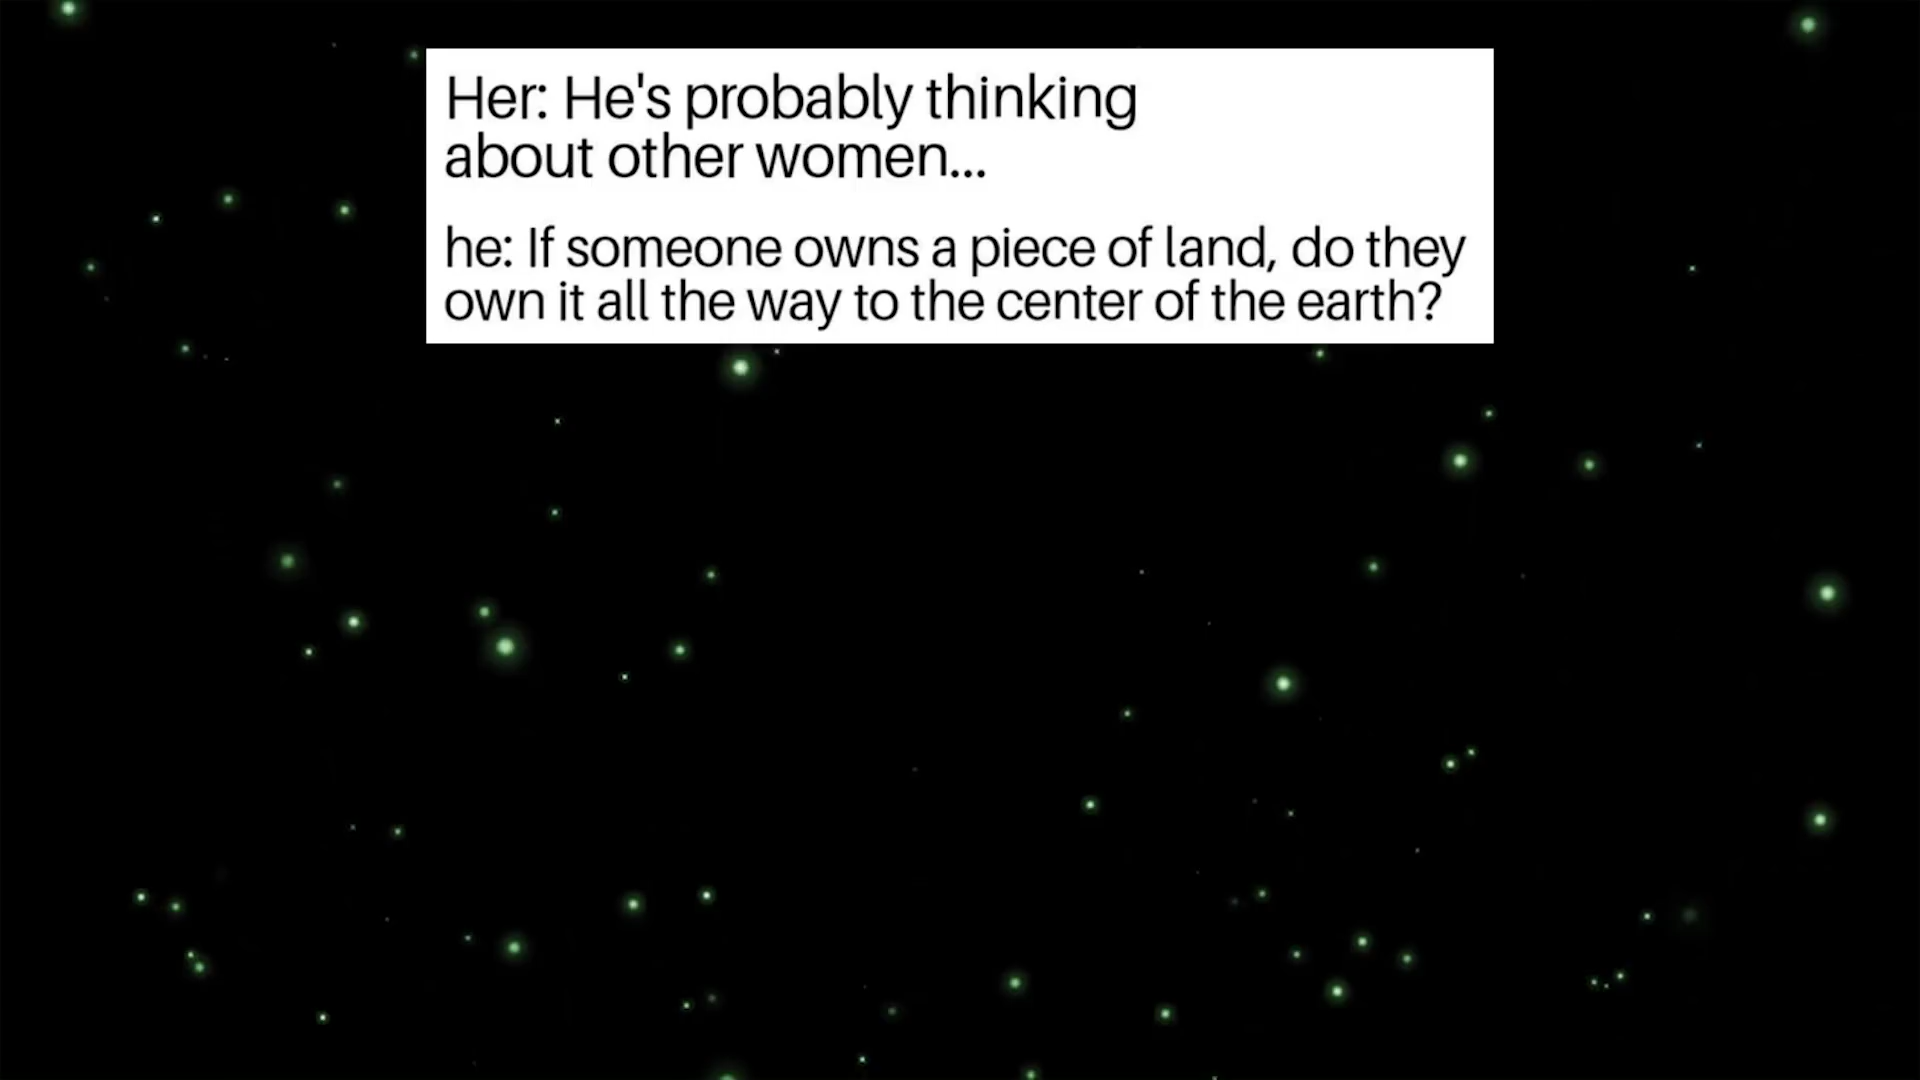 Her: He's probably thinking
about other women...
he: If someone owns a piece of land, do they
own it all the way to the center of the earth?